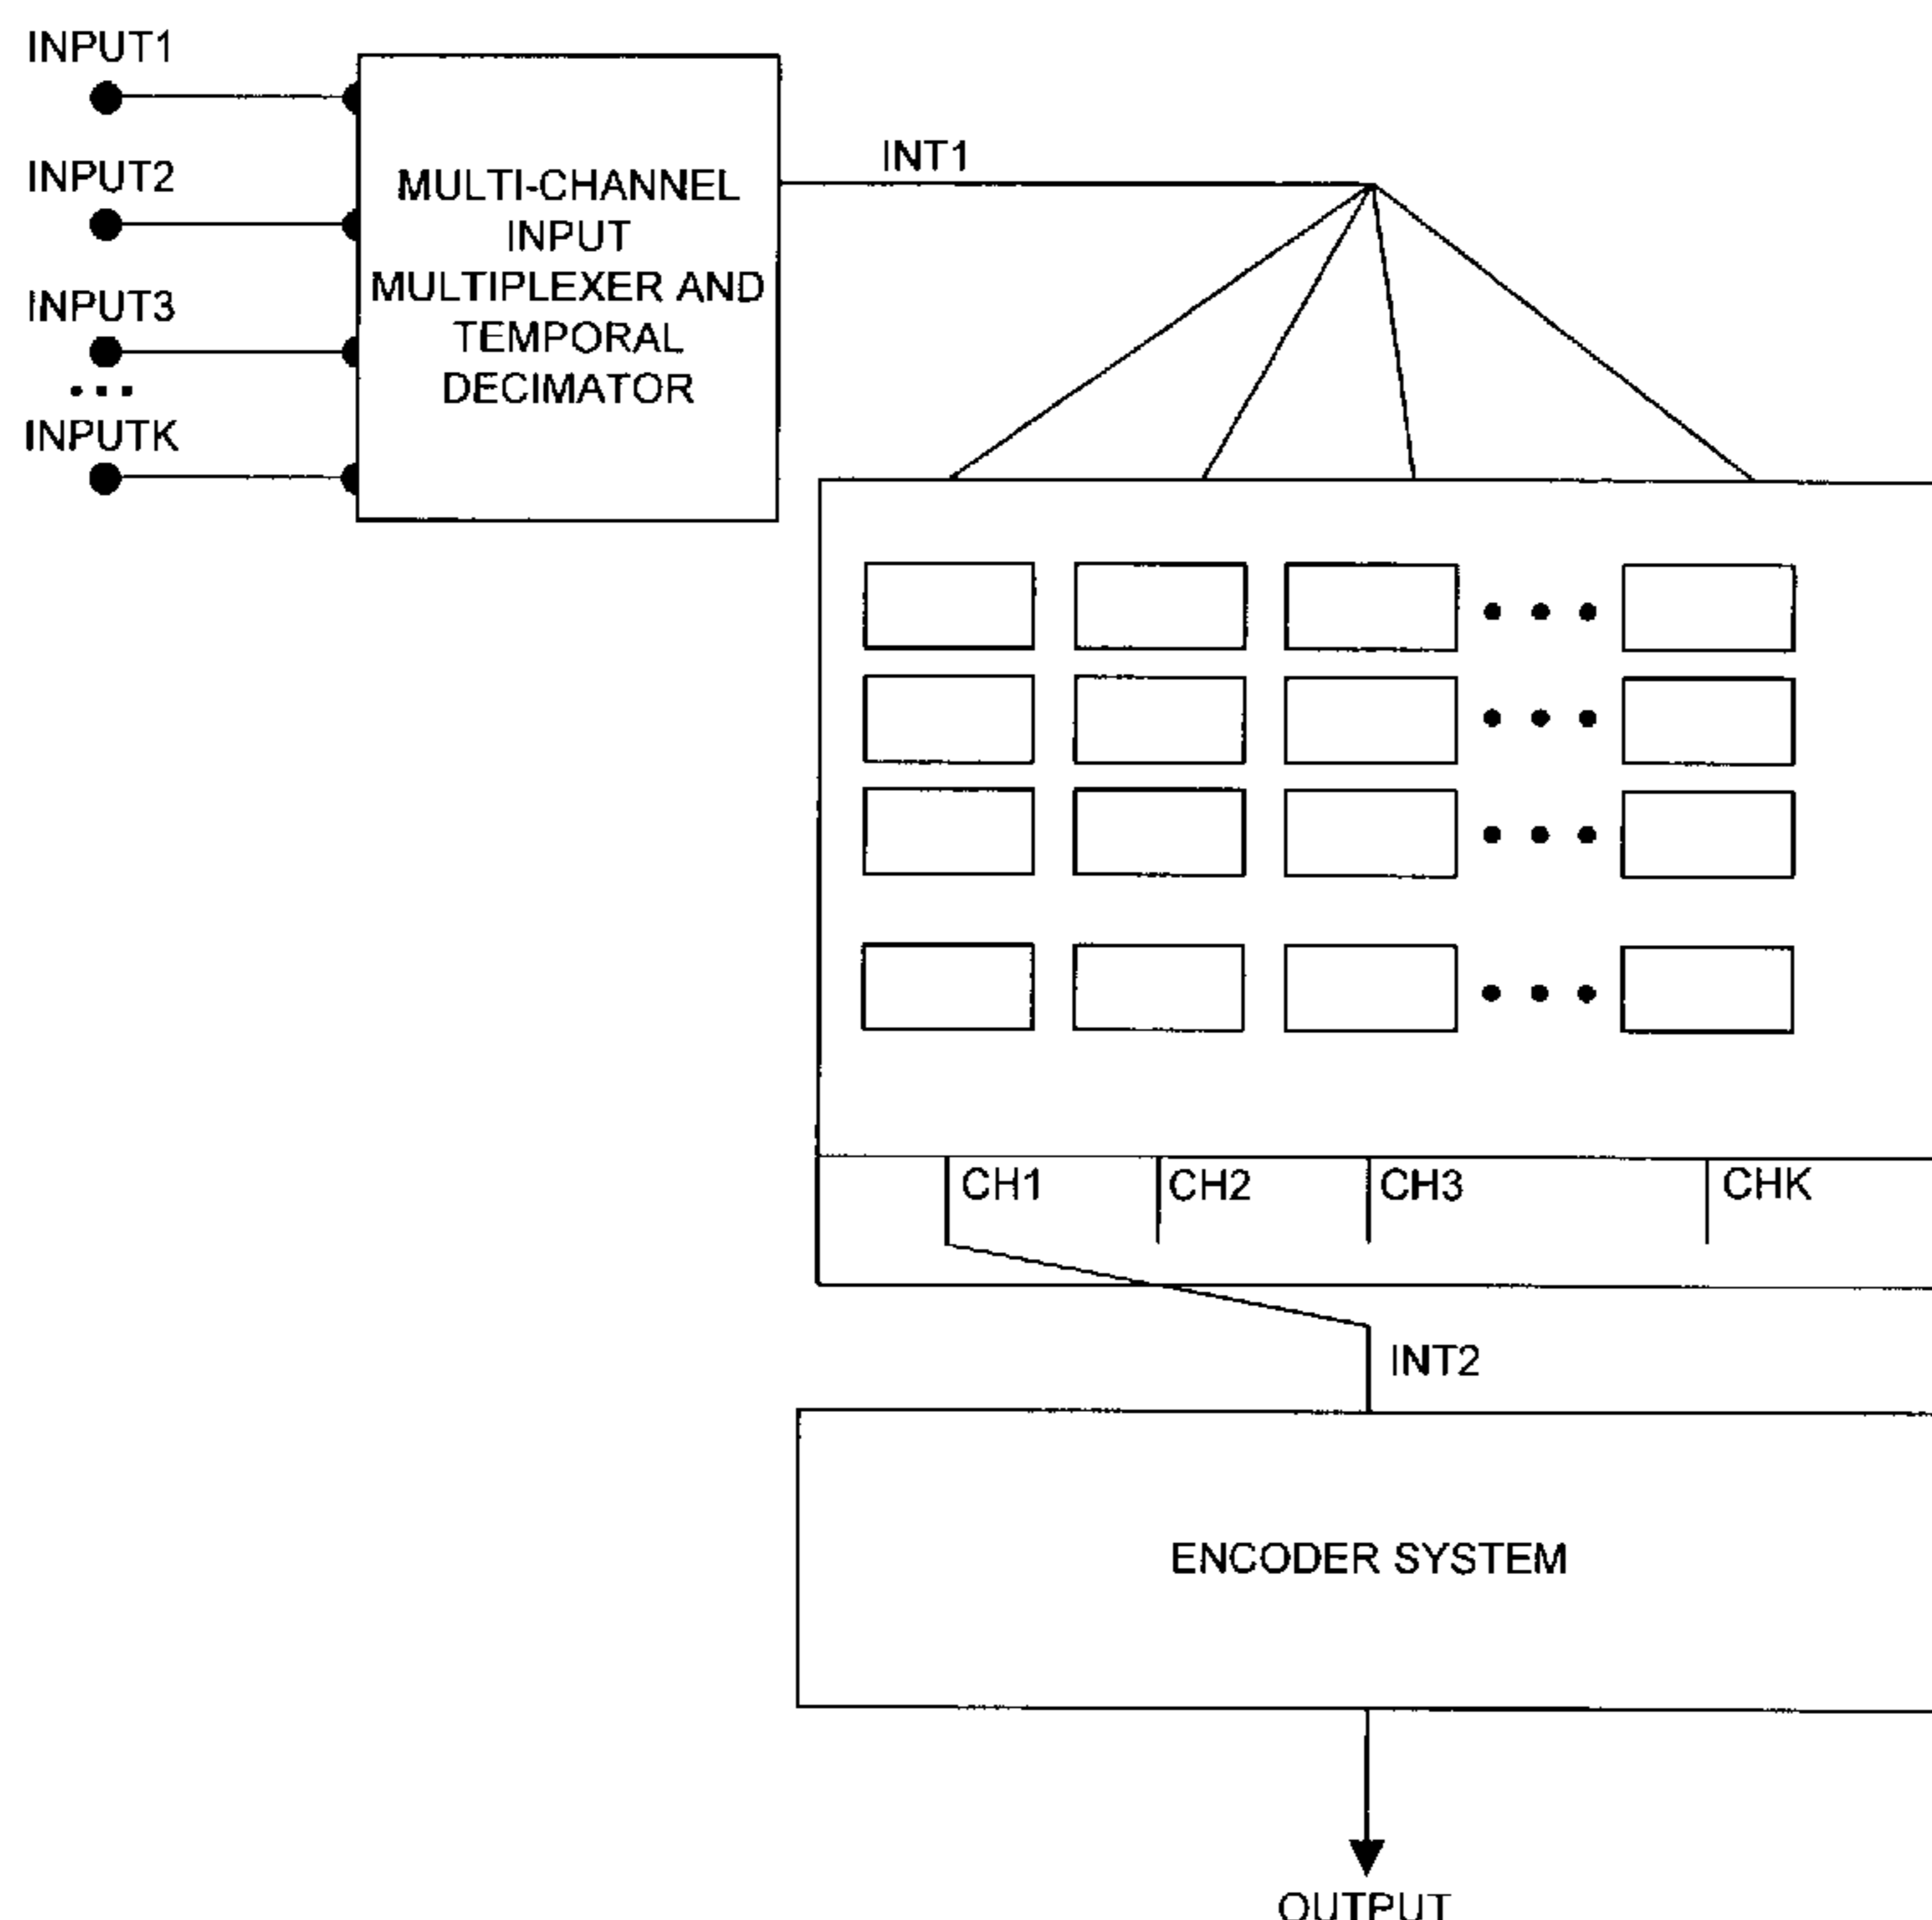 INPUT1
INPUT2
INPUT3
...
INPUTK
MULTI-CHANNEL
INPUT
MULTIPLEXER AND
TEMPORAL
DECIMATOR
INT1
CH1
CH2
CH3
CHK
INT2
ENCODER SYSTEM
OUTPUT